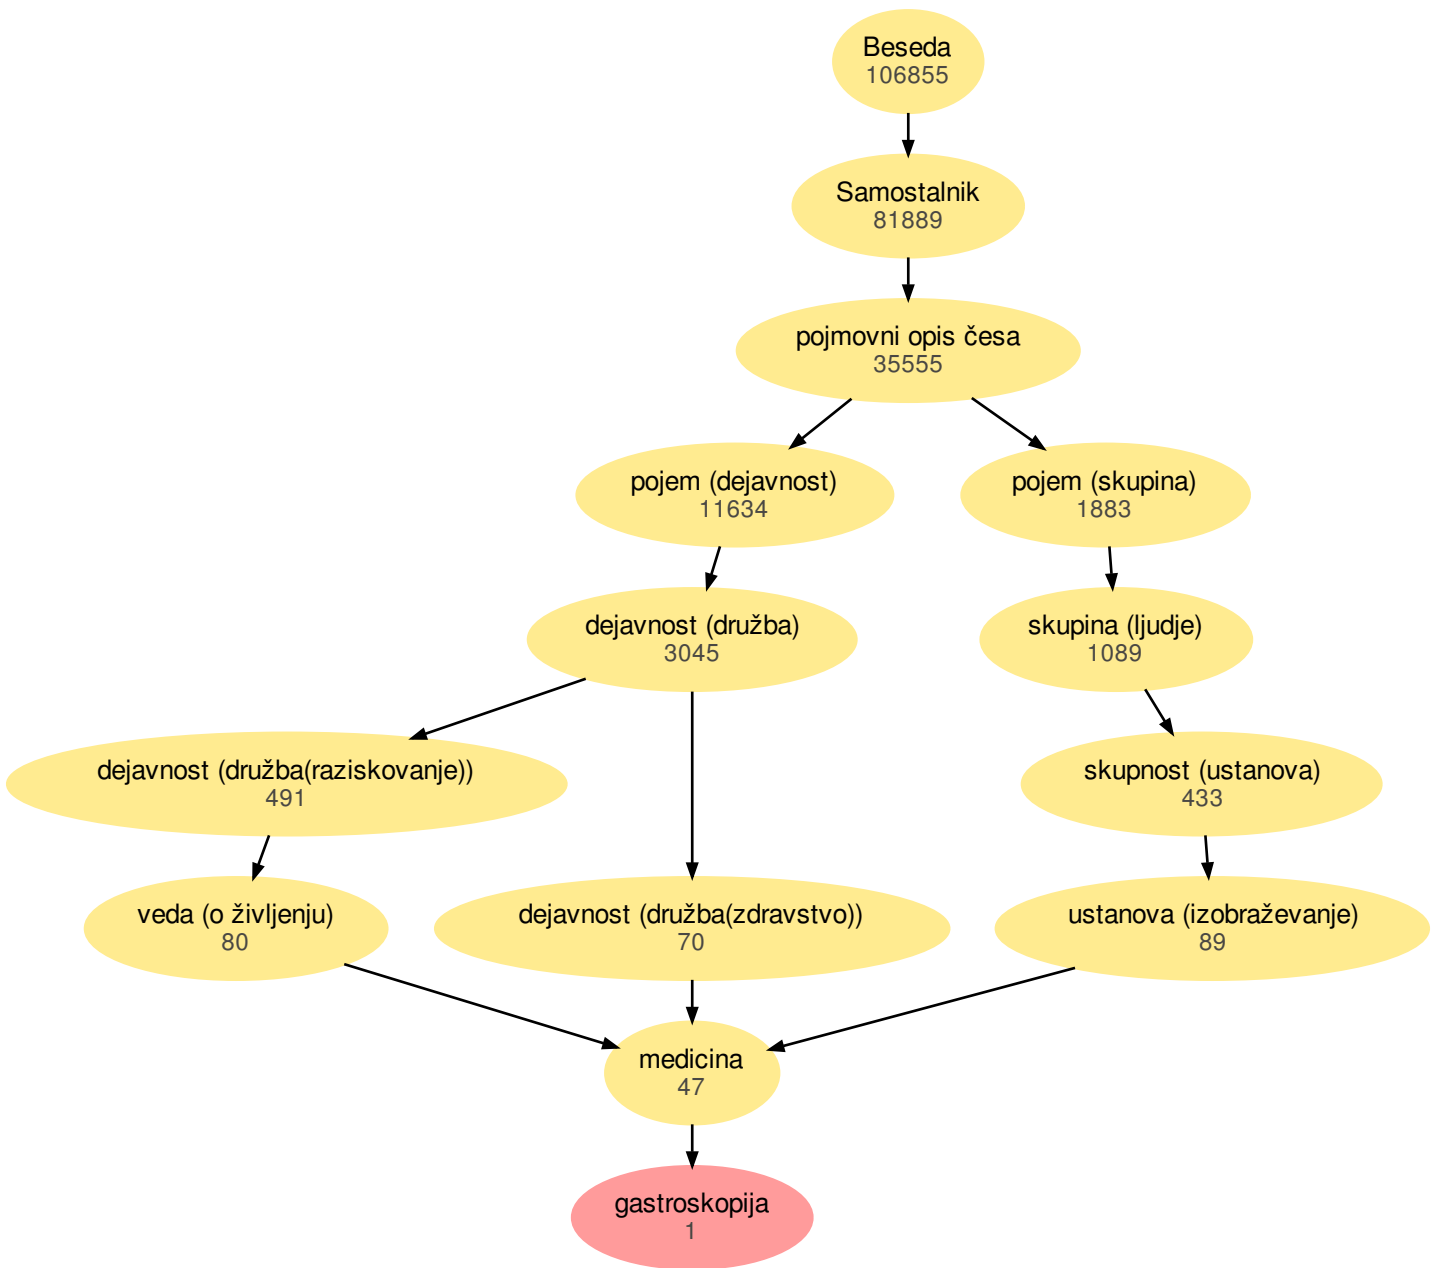 Beseda
106855
Samostalnik
81889
pojmovni opis česa
35555
pojem (dejavnost)
11634
pojem (skupina)
1883
dejavnost (družba)
3045
skupina (ljudje)
1089
dejavnost (družba(raziskovanje))
491
skupnost (ustanova)
433
veda (o življenju)
80
dejavnost (družba(zdravstvo))
70
ustanova (izobraževanje)
89
medicina
47
gastroskopija
1